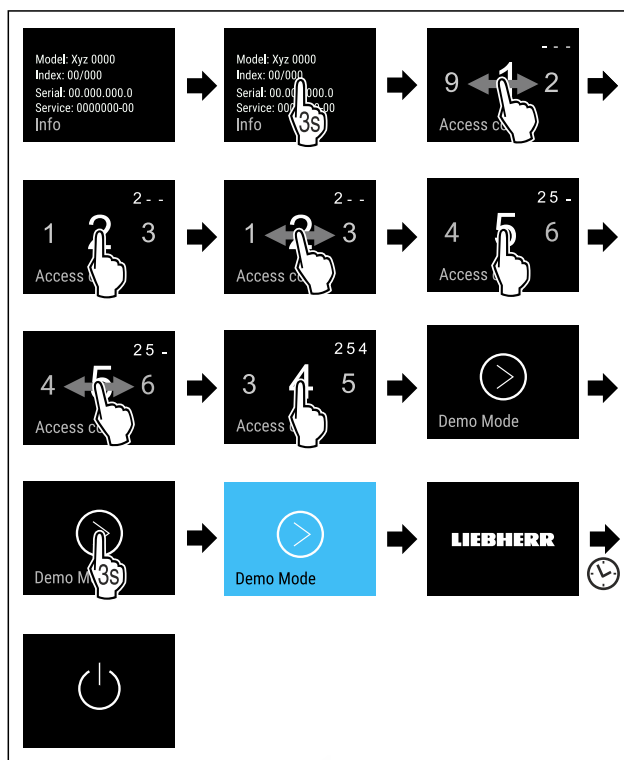 Model: Xyz 0000
Index: 00/000
Serial: 00.000.000.0
Service: 0000000-00
Info
Model: Xyz 0000
Index: 00/000
Serial: 00.00 .000.0
Service: 000 -00
Info
3s
- - -
9 1 2
Access co
2 - -
1 2 3
Access
2 - -
1 2 3
Access c
2 5 -
4 5 6
Access
2 5 -
4 5 6
Access co
2 5 4
3 4 5
Access
Demo Mode
Demo M
3s
Demo Mode
LIEBHERR